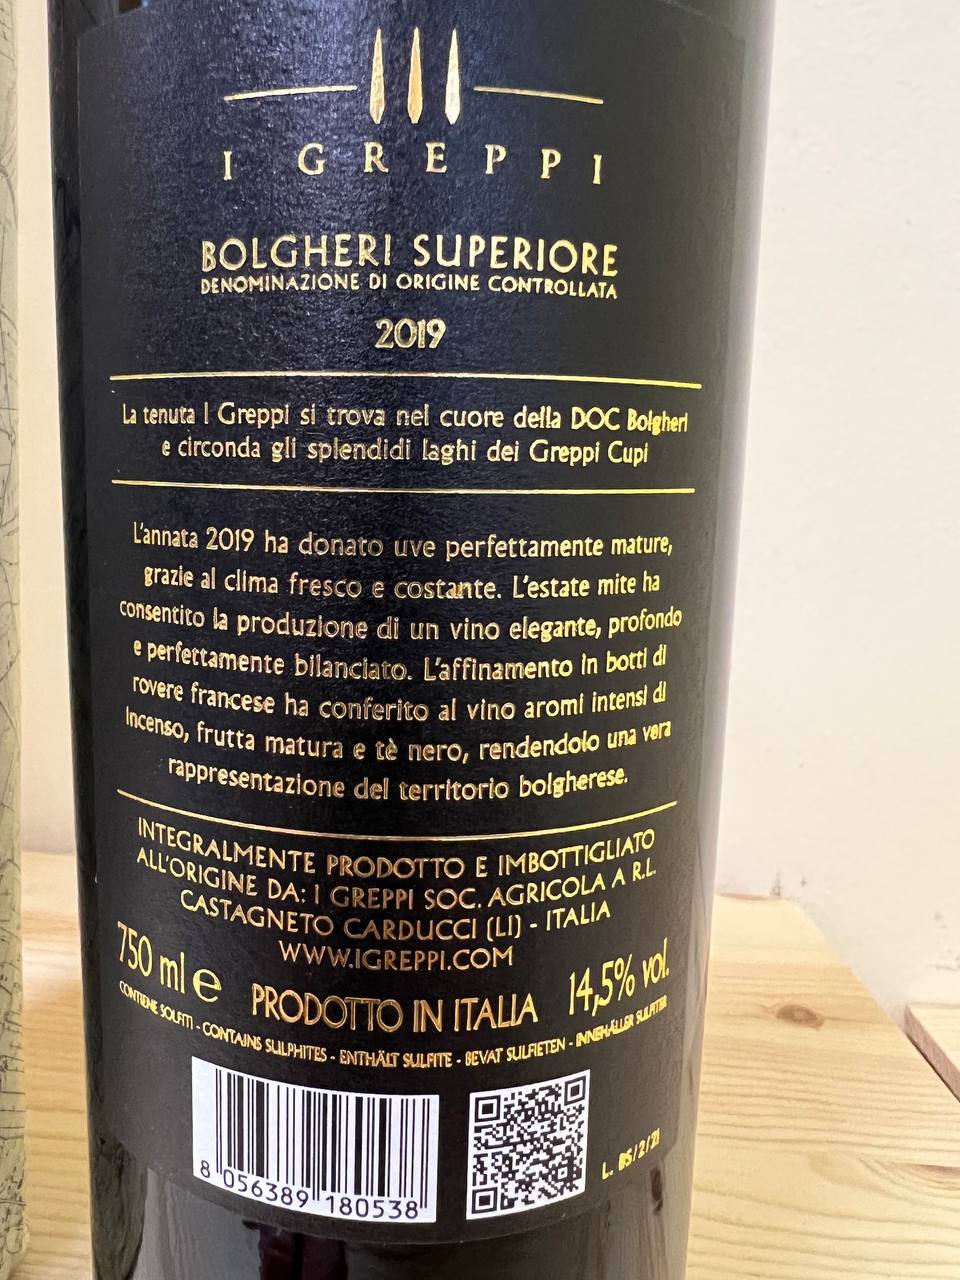 I GREPPI
BOLGHERI SUPERIORE
DENOMINAZIONE DI ORIGINE CONTROLLATA
2019
La tenuta I Greppi si trova nel cuore della DOC Bolgheri
e circonda gli splendidi laghi dei Greppi Cupi
L'annata 2019 ha donato uve perfettamente mature,
grazie al clima fresco e costante. L'estate mite ha
consentito la produzione di un vino elegante, profondo
e perfettamente bilanciato. L'affinamento in botti di
rovere francese ha conferito al vino aromi intensi di
incenso, frutta matura e tè nero, rendendolo una vera
rappresentazione del territorio bolgherese.
INTEGRALMENTE PRODOTTO E IMBOTTIGLIATO
ALL'ORIGINE DA: I GREPPI SOC. AGRICOLA A R.L.
CASTAGNETO CARDUCCI (LI) - ITALIA
WWW.IGREPPI.COM
750 ml e PRODOTTO IN ITALIA 14,5% vol.
CONTIENE SOLFITI - CONTAINS SULPHITES - ENTHÄLT SULFITE - BEVAT SULFIETEN - INNEHÅLLER SULFITER
8 056389 180538
L. BS/2/21